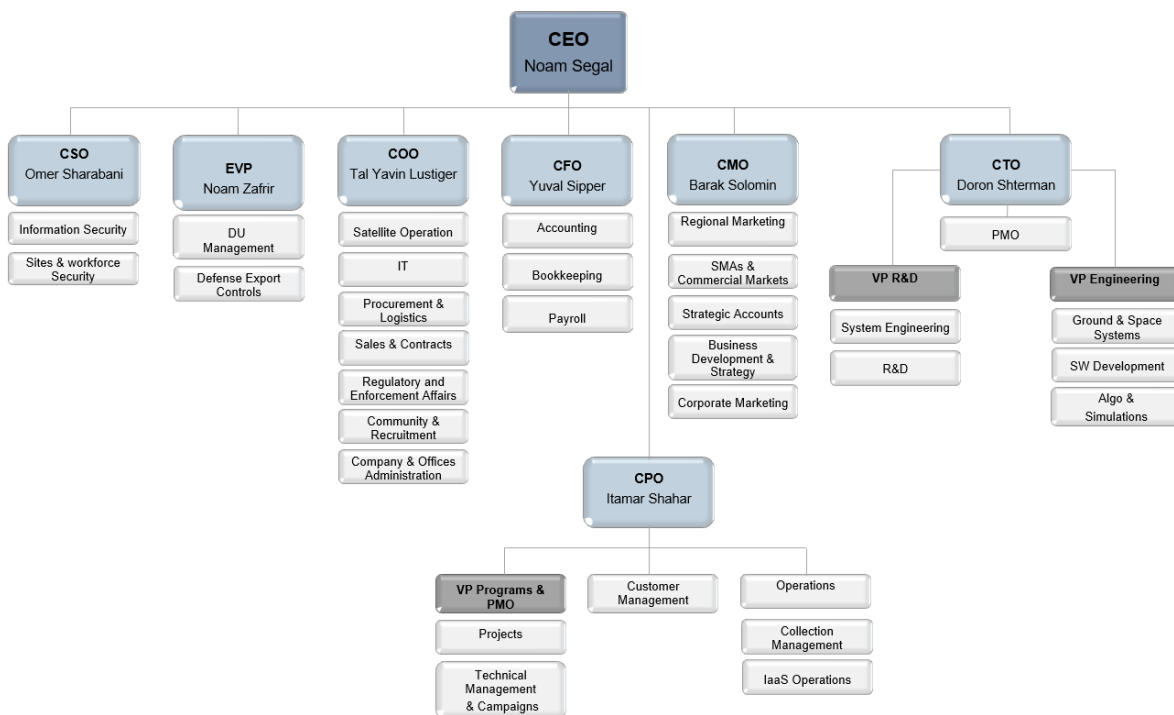 CEO
Noam Segal
CSO
Omer Sharabani
Information Security
Sites & workforce
Security
EVP
Noam Zafrir
DU
Management
Defense Export
Controls
COO
Tal Yavin Lustiger
Satellite Operation
IT
Procurement &
Logistics
Sales & Contracts
Regulatory and
Enforcement Affairs
Community &
Recruitment
Company & Offices
Administration
CFO
Yuval Sipper
Accounting
Bookkeeping
Payroll
CMO
Barak Solomin
Regional Marketing
SMAs &
Commercial Markets
Strategic Accounts
Business
Development &
Strategy
Corporate Marketing
CTO
Doron Shterman
PMO
VP R&D
System Engineering
R&D
VP Engineering
Ground & Space
Systems
SW Development
Algo &
Simulations
CPO
Itamar Shahar
VP Programs &
PMO
Projects
Technical
Management
& Campaigns
Customer
Management
Operations
Collection
Management
IaaS Operations